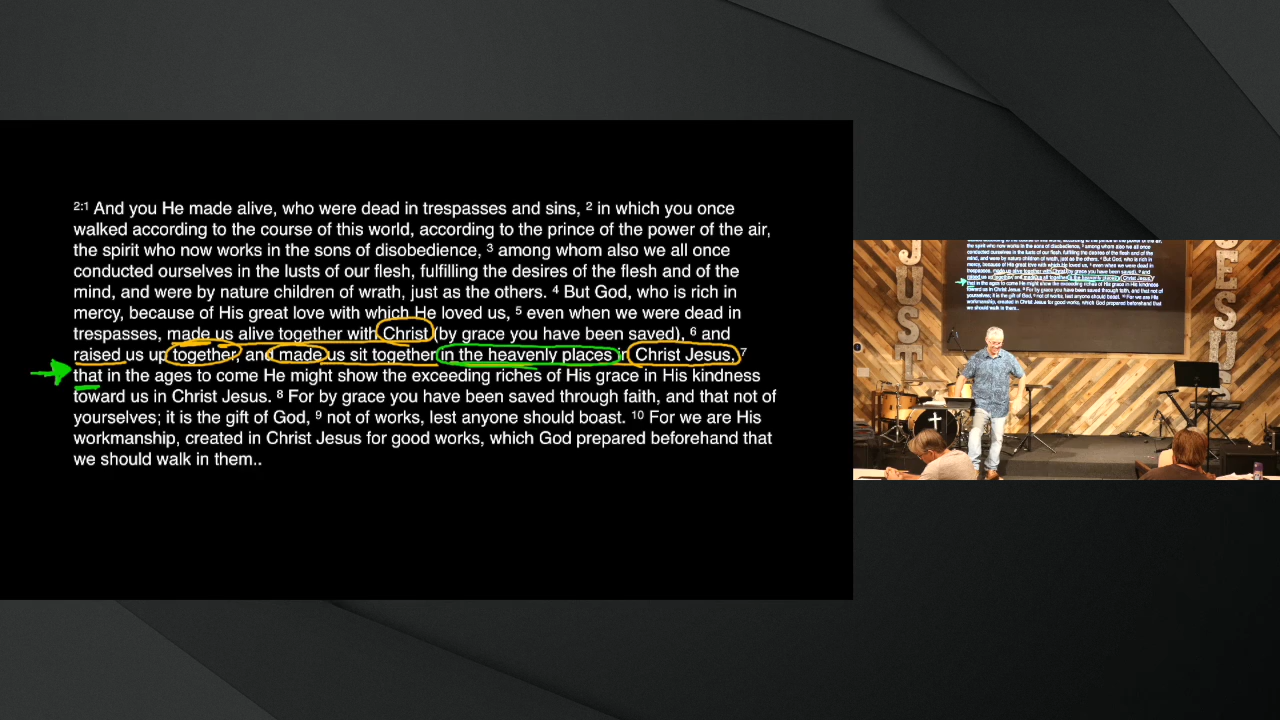 2:1 And you He made alive, who were dead in trespasses and sins, 2 in which you once
walked according to the course of this world, according to the prince of the power of the air,
the spirit who now works in the sons of disobedience, 3 among whom also we all once
conducted ourselves in the lusts of our flesh, fulfilling the desires of the flesh and of the
mind, and were by nature children of wrath, just as the others. 4 But God, who is rich in
mercy, because of His great love with which He loved us, 5 even when we were dead in
trespasses, made us alive together with Christ (by grace you have been saved), 6 and
raised us up together, and made us sit together in the heavenly places in Christ Jesus, 7
that in the ages to come He might show the exceeding riches of His grace in His kindness
toward us in Christ Jesus. 8 For by grace you have been saved through faith, and that not of
yourselves; it is the gift of God, 9 not of works, lest anyone should boast. 10 For we are His
workmanship, created in Christ Jesus for good works, which God prepared beforehand that
we should walk in them..
JUST
JESUS